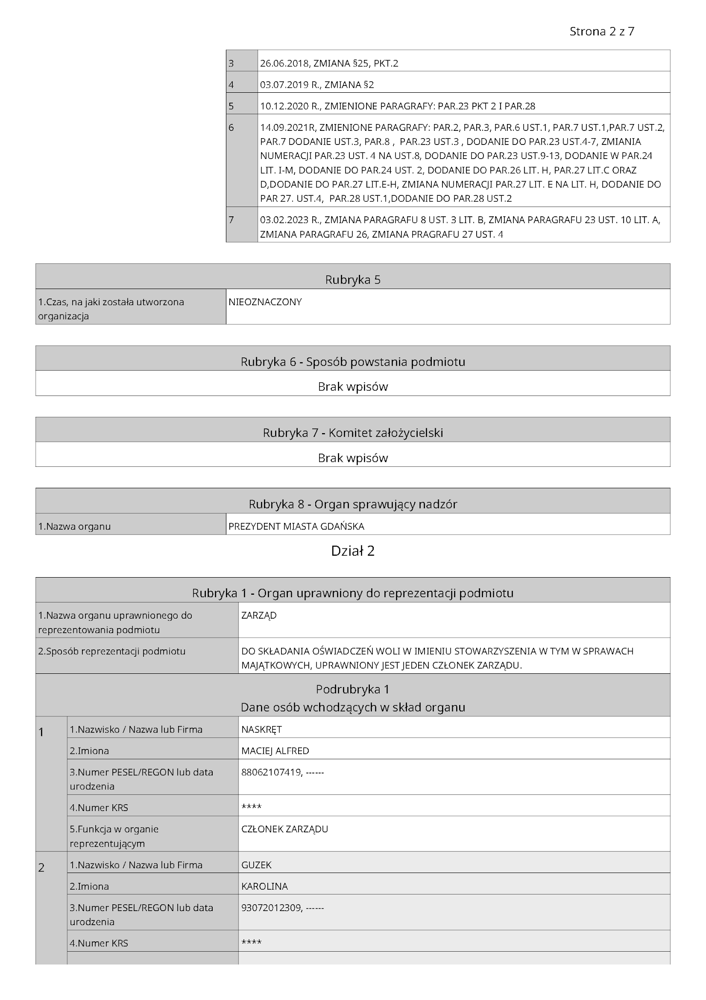 Strona 2 z 7
3 26.06.2018, ZMIANA §25, PKT.2
4 03.07.2019 R., ZMIANA §2
5 10.12.2020 R., ZMIENIONE PARAGRAFY: PAR.23 PKT 2 I PAR.28
6 14.09.2021R, ZMIENIONE PARAGRAFY: PAR.2, PAR.3, PAR.6 UST.1, PAR.7 UST.1,PAR.7 UST.2,
PAR.7 DODANIE UST.3, PAR.8 , PAR.23 UST.3 , DODANIE DO PAR.23 UST.4-7, ZMIANIA
NUMERACJI PAR.23 UST. 4 NA UST.8, DODANIE DO PAR.23 UST.9-13, DODANIE W PAR.24
LIT. I-M, DODANIE DO PAR.24 UST. 2, DODANIE DO PAR.26 LIT. H, PAR.27 LIT.C ORAZ
D,DODANIE DO PAR.27 LIT.E-H, ZMIANA NUMERACJI PAR.27 LIT. E NA LIT. H, DODANIE DO
PAR 27. UST.4, PAR.28 UST.1,DODANIE DO PAR.28 UST.2
7 03.02.2023 R., ZMIANA PARAGRAFU 8 UST. 3 LIT. B, ZMIANA PARAGRAFU 23 UST. 10 LIT. A,
ZMIANA PARAGRAFU 26, ZMIANA PRAGRAFU 27 UST. 4
Rubryka 5
1.Czas, na jaki została utworzona NIEOZNACZONY
organizacja
Rubryka 6 - Sposób powstania podmiotu
Brak wpisów
Rubryka 7 - Komitet założycielski
Brak wpisów
Rubryka 8 - Organ sprawujący nadzór
1.Nazwa organu PREZYDENT MIASTA GDAŃSKA
Dział 2
Rubryka 1 - Organ uprawniony do reprezentacji podmiotu
1.Nazwa organu uprawnionego do ZARZĄD
reprezentowania podmiotu
2.Sposób reprezentacji podmiotu DO SKŁADANIA OŚWIADCZEŃ WOLI W IMIENIU STOWARZYSZENIA W TYM W SPRAWACH
MAJĄTKOWYCH, UPRAWNIONY JEST JEDEN CZŁONEK ZARZĄDU.
Podrubryka 1
Dane osób wchodzących w skład organu
1 1.Nazwisko / Nazwa lub Firma NASKRĘT
2.Imiona MACIEJ ALFRED
3.Numer PESEL/REGON lub data 88062107419, ------
urodzenia
4.Numer KRS ****
5.Funkcja w organie CZŁONEK ZARZĄDU
reprezentującym
2 1.Nazwisko / Nazwa lub Firma GUZEK
2.Imiona KAROLINA
3.Numer PESEL/REGON lub data 93072012309, ------
urodzenia
4.Numer KRS ****